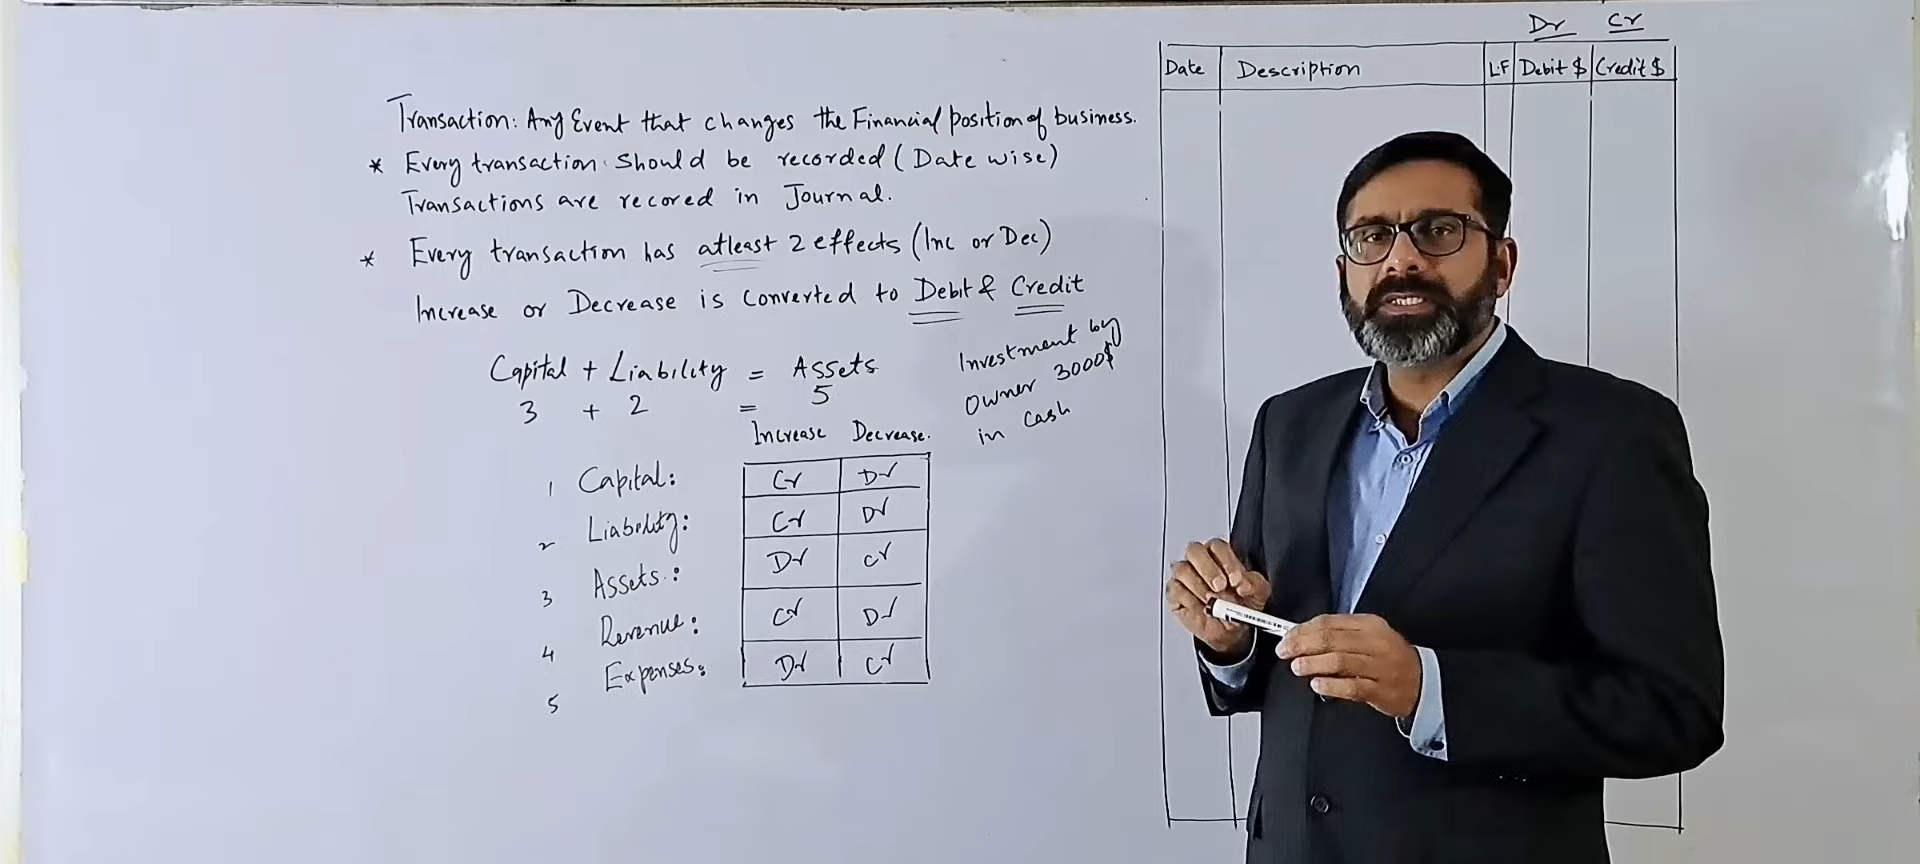 Transaction: Any Event that changes the Financial position of business.
* Every transaction should be recorded (Date wise)
Transactions are recored in Journal.
* Every transaction has atleast 2 effects (Inc or Dec)
Increase or Decrease is converted to Debit & Credit
Capital + Liability = Assets
3 + 2 = 5
Investment by
owner 3000$
in cash
Increase Decrease.
1 Capital: Cr Dr
2 Liability: Cr Dr
3 Assets: Dr Cr
4 Revenue: Cr Dr
5 Expenses: Dr Cr
Dr Cr
Date Description L.F Debit $ Credit $